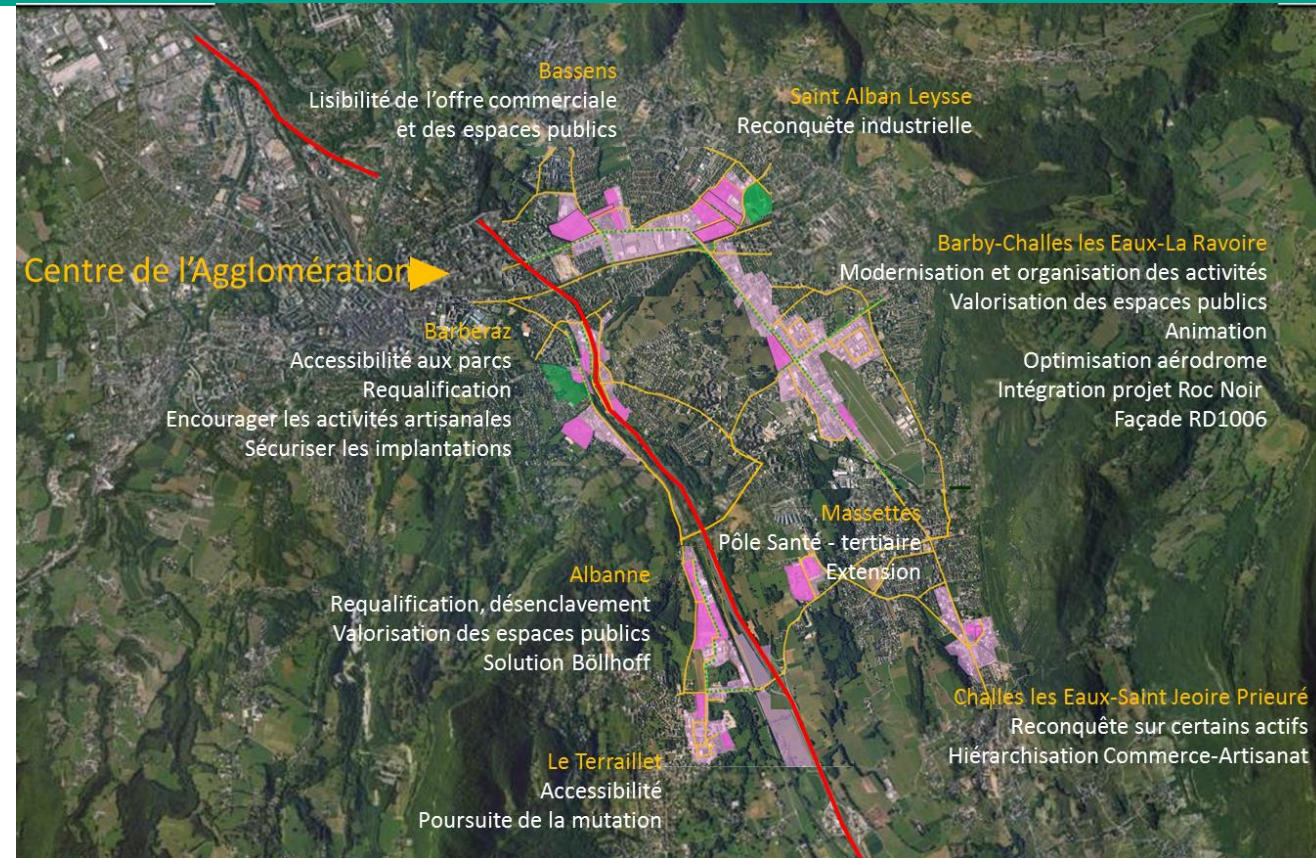 Bassens
Lisibilité de l'offre commerciale
et des espaces publics
Saint Alban Leysse
Reconquête industrielle
Centre de l'Agglomération
Barby-Challes les Eaux-La Ravoire
Modernisation et organisation des activités
Valorisation des espaces publics
Animation
Optimisation aérodrome
Intégration projet Roc Noir
Façade RD1006
Barberaz
Accessibilité aux parcs
Requalification
Encourager les activités artisanales
Sécuriser les implantations
Massettes
Pôle Santé - tertiaire
Extension
Albanne
Requalification, désenclavement
Valorisation des espaces publics
Solution Böllhoff
Challes les Eaux-Saint Jeoire Prieuré
Reconquête sur certains actifs
Hiérarchisation Commerce-Artisanat
Le Terraillet
Accessibilité
Poursuite de la mutation